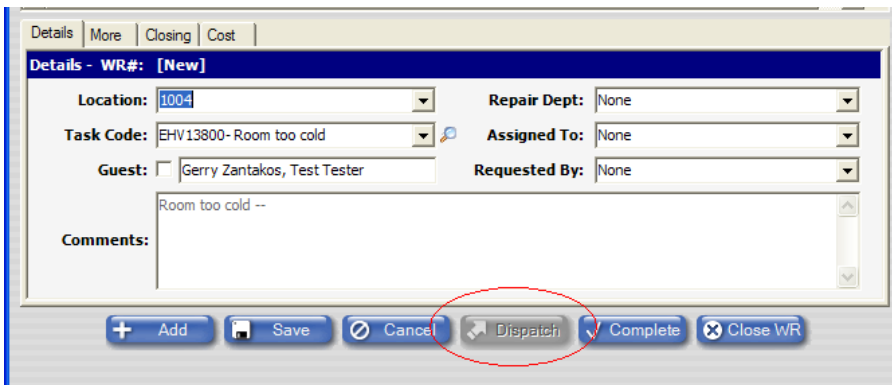 Details More Closing Cost
Details - WR#: [New]
Location: 1004 Repair Dept: None
Task Code: EHV13800- Room too cold Assigned To: None
Guest: Gerry Zantakos, Test Tester Requested By: None
Room too cold --
Comments:
Add Save Cancel Dispatch Complete Close WR